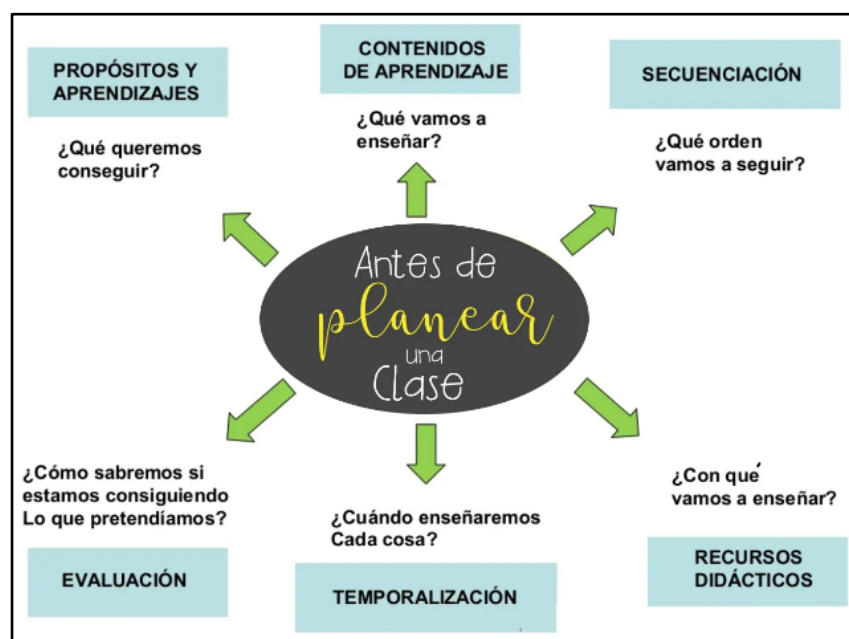 PROPÓSITOS Y
APRENDIZAJES
¿Qué queremos
conseguir?
CONTENIDOS
DE APRENDIZAJE
¿Qué vamos a
enseñar?
SECUENCIACIÓN
¿Qué orden
vamos a seguir?
Antes de
planear
una
Clase
¿Cómo sabremos si
estamos consiguiendo
Lo que pretendíamos?
EVALUACIÓN
¿Cuándo enseñaremos
Cada cosa?
TEMPORALIZACIÓN
¿Con qué
vamos a enseñar?
RECURSOS
DIDÁCTICOS